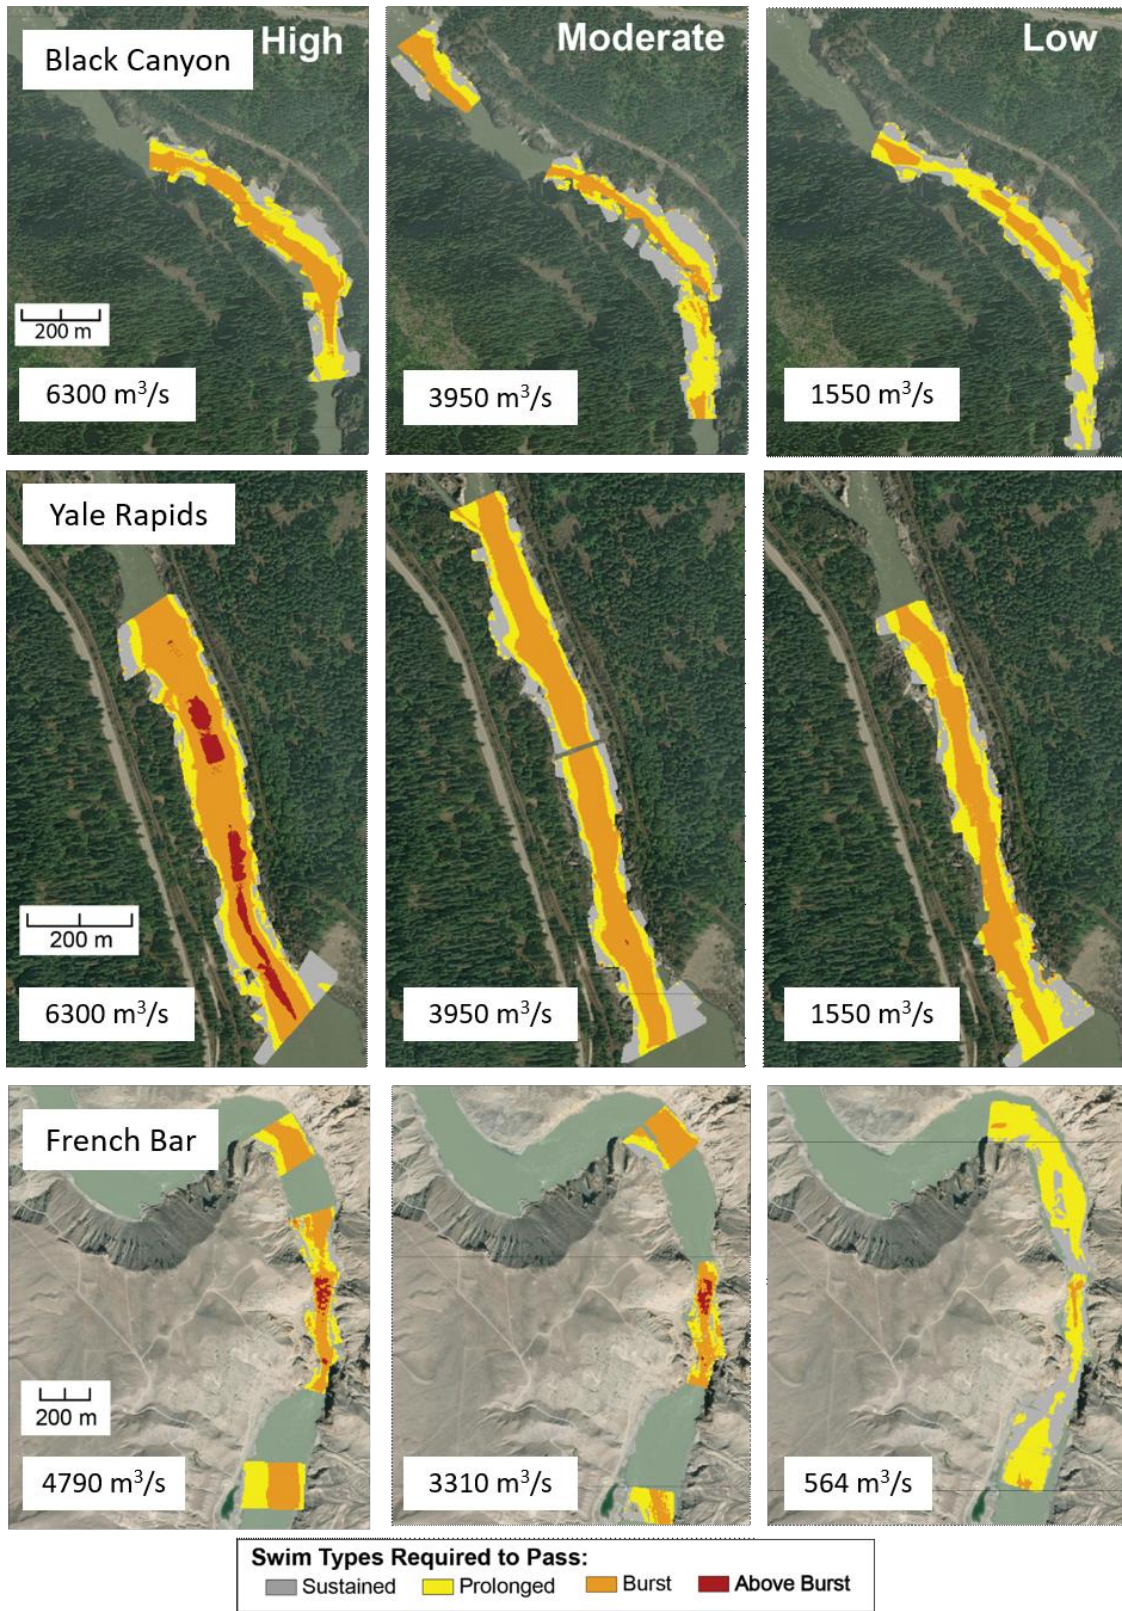 High
Moderate
Low
Black Canyon
200 m
6300 m³/s
3950 m³/s
1550 m³/s
Yale Rapids
200 m
6300 m³/s
3950 m³/s
1550 m³/s
French Bar
200 m
4790 m³/s
3310 m³/s
564 m³/s
Swim Types Required to Pass:
Sustained Prolonged Burst Above Burst